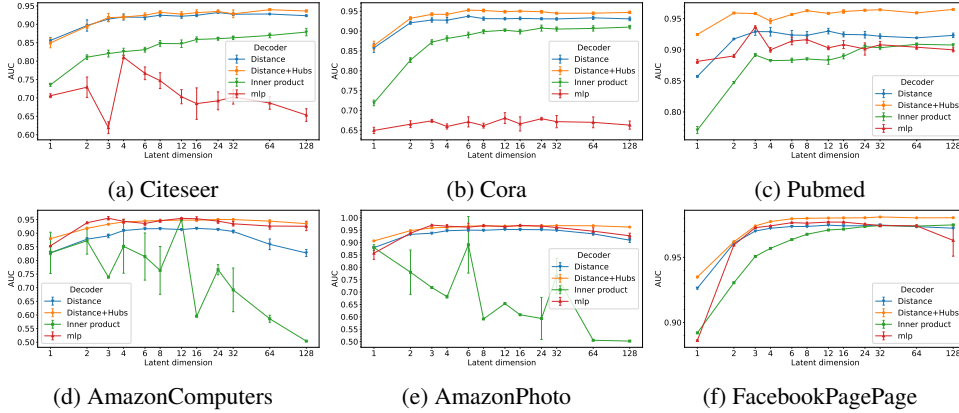 AUC
0.90
0.85
0.80
0.75
0.70
0.65
0.60
Decoder
Distance
Distance+Hubs
Inner product
mlp
1 2 3 4 6 8 12 16 24 32 64 128
Latent dimension
(a) Citeseer
AUC
0.95
0.90
0.85
0.80
0.75
0.70
0.65
Decoder
Distance
Distance+Hubs
Inner product
mlp
1 2 3 4 6 8 12 16 24 32 64 128
Latent dimension
(b) Cora
AUC
0.95
0.90
0.85
0.80
Decoder
Distance
Distance+Hubs
Inner product
mlp
1 2 3 4 6 8 12 16 24 32 64 128
Latent dimension
(c) Pubmed
AUC
0.95
0.90
0.85
0.80
0.75
0.70
0.65
0.60
0.55
0.50
Decoder
Distance
Distance+Hubs
Inner product
mlp
1 2 3 4 6 8 12 16 24 32 64 128
Latent dimension
(d) AmazonComputers
AUC
1.00
0.95
0.90
0.85
0.80
0.75
0.70
0.65
0.60
0.55
0.50
Decoder
Distance
Distance+Hubs
Inner product
mlp
1 2 3 4 6 8 12 16 24 32 64 128
Latent dimension
(e) AmazonPhoto
AUC
0.95
0.90
Decoder
Distance
Distance+Hubs
Inner product
mlp
1 2 3 4 6 8 12 16 24 32 64 128
Latent dimension
(f) FacebookPagePage